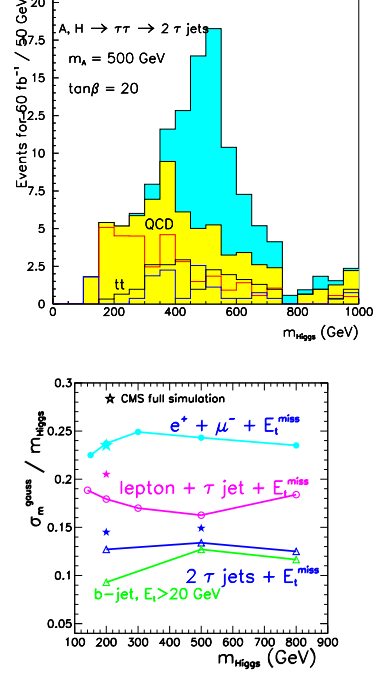 20
A, H → ττ → 2 τ jets
m_A = 500 GeV
tanβ = 20
Events for 60 fb⁻¹ / 50 GeV
17.5
15
12.5
10
7.5
5
2.5
0
QCD
tt
0 200 400 600 800 1000
m_Higgs (GeV)
0.3
☆ CMS full simulation
e⁺ + μ⁻ + E_t^miss
0.25
lepton + τ jet + E_t^miss
σ_m^gauss / m_Higgs
0.2
0.15
2 τ jets + E_t^miss
0.1
b-jet, E_t>20 GeV
0.05
100 200 300 400 500 600 700 800 900
m_Higgs (GeV)